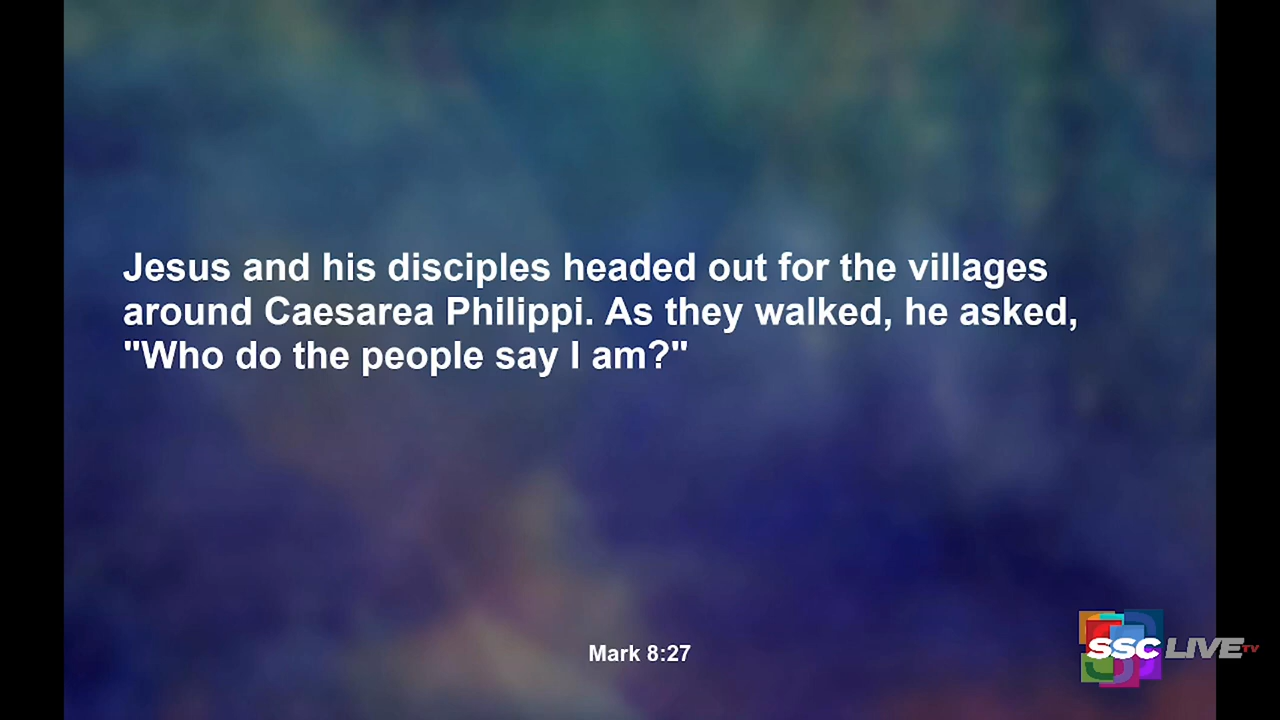 Jesus and his disciples headed out for the villages
around Caesarea Philippi. As they walked, he asked,
"Who do the people say I am?"
Mark 8:27
SSC LIVE TV